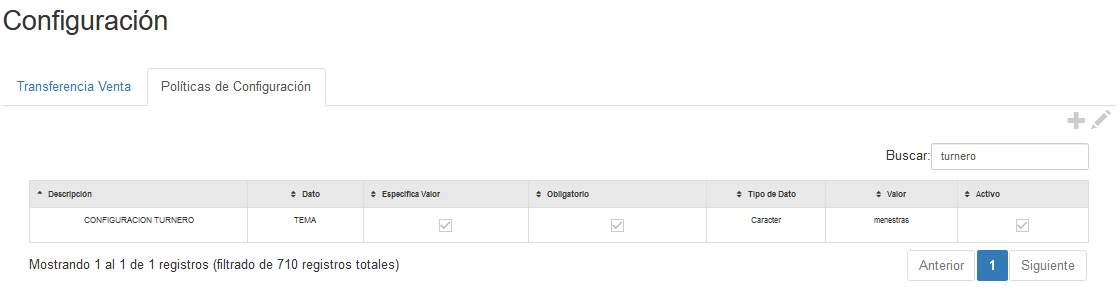 Configuración
Transferencia Venta Políticas de Configuración
Buscar: turnero
Descripción Dato Especifica Valor Obligatorio Tipo de Dato Valor Activo
CONFIGURACION TURNERO TEMA Caracter menestras
Mostrando 1 al 1 de 1 registros (filtrado de 710 registros totales)
Anterior 1 Siguiente